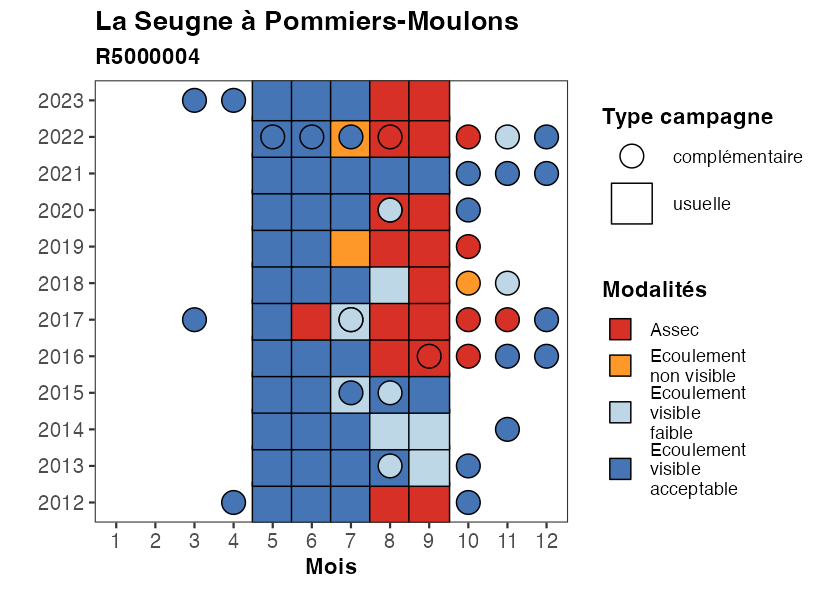 La Seugne à Pommiers-Moulons
R5000004
2023
2022
2021
2020
2019
2018
2017
2016
2015
2014
2013
2012
1 2 3 4 5 6 7 8 9 10 11 12
Mois
Type campagne
complémentaire
usuelle
Modalités
Assec
Ecoulement
non visible
Ecoulement
visible
faible
Ecoulement
visible
acceptable